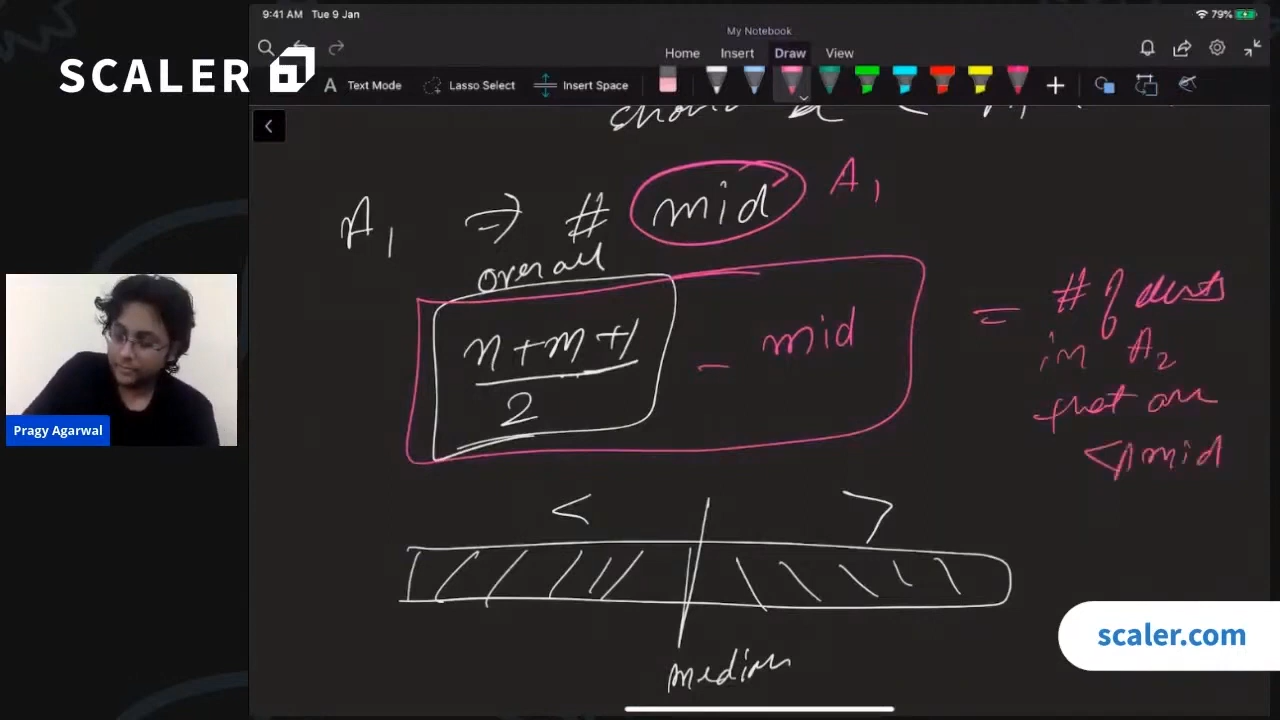 9:41 AM Tue 9 Jan
79%
My Notebook
Home Insert Draw View
SCALER
Text Mode Lasso Select Insert Space
should
A1 => # mid A1
overall
n+m+1
2
- mid
= # of elents
in A2
that are
< mid
Pragy Agarwal
< >
median
scaler.com